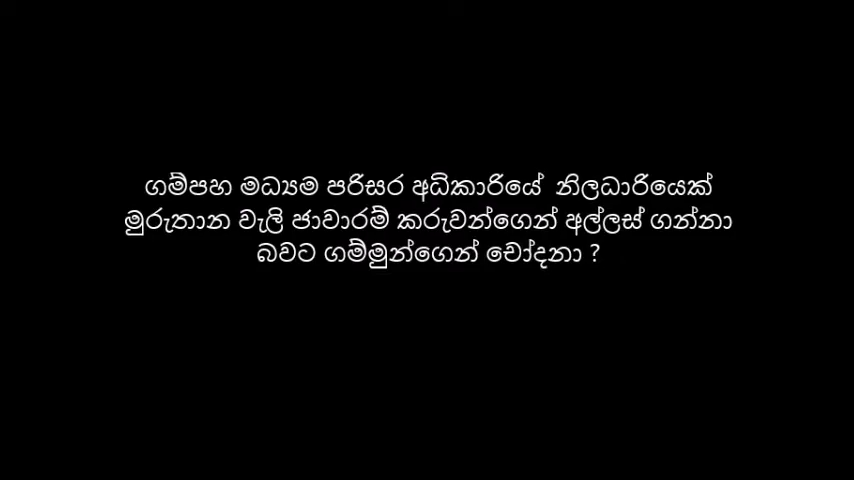 ගම්පහ මධ්‍යම පරිසර අධිකාරියේ නිලධාරියෙක්
මුරුතාන වැලි ජාවාරම් කරුවන්ගෙන් අල්ලස් ගන්නා
බවට ගම්මුන්ගෙන් චෝදනා ?